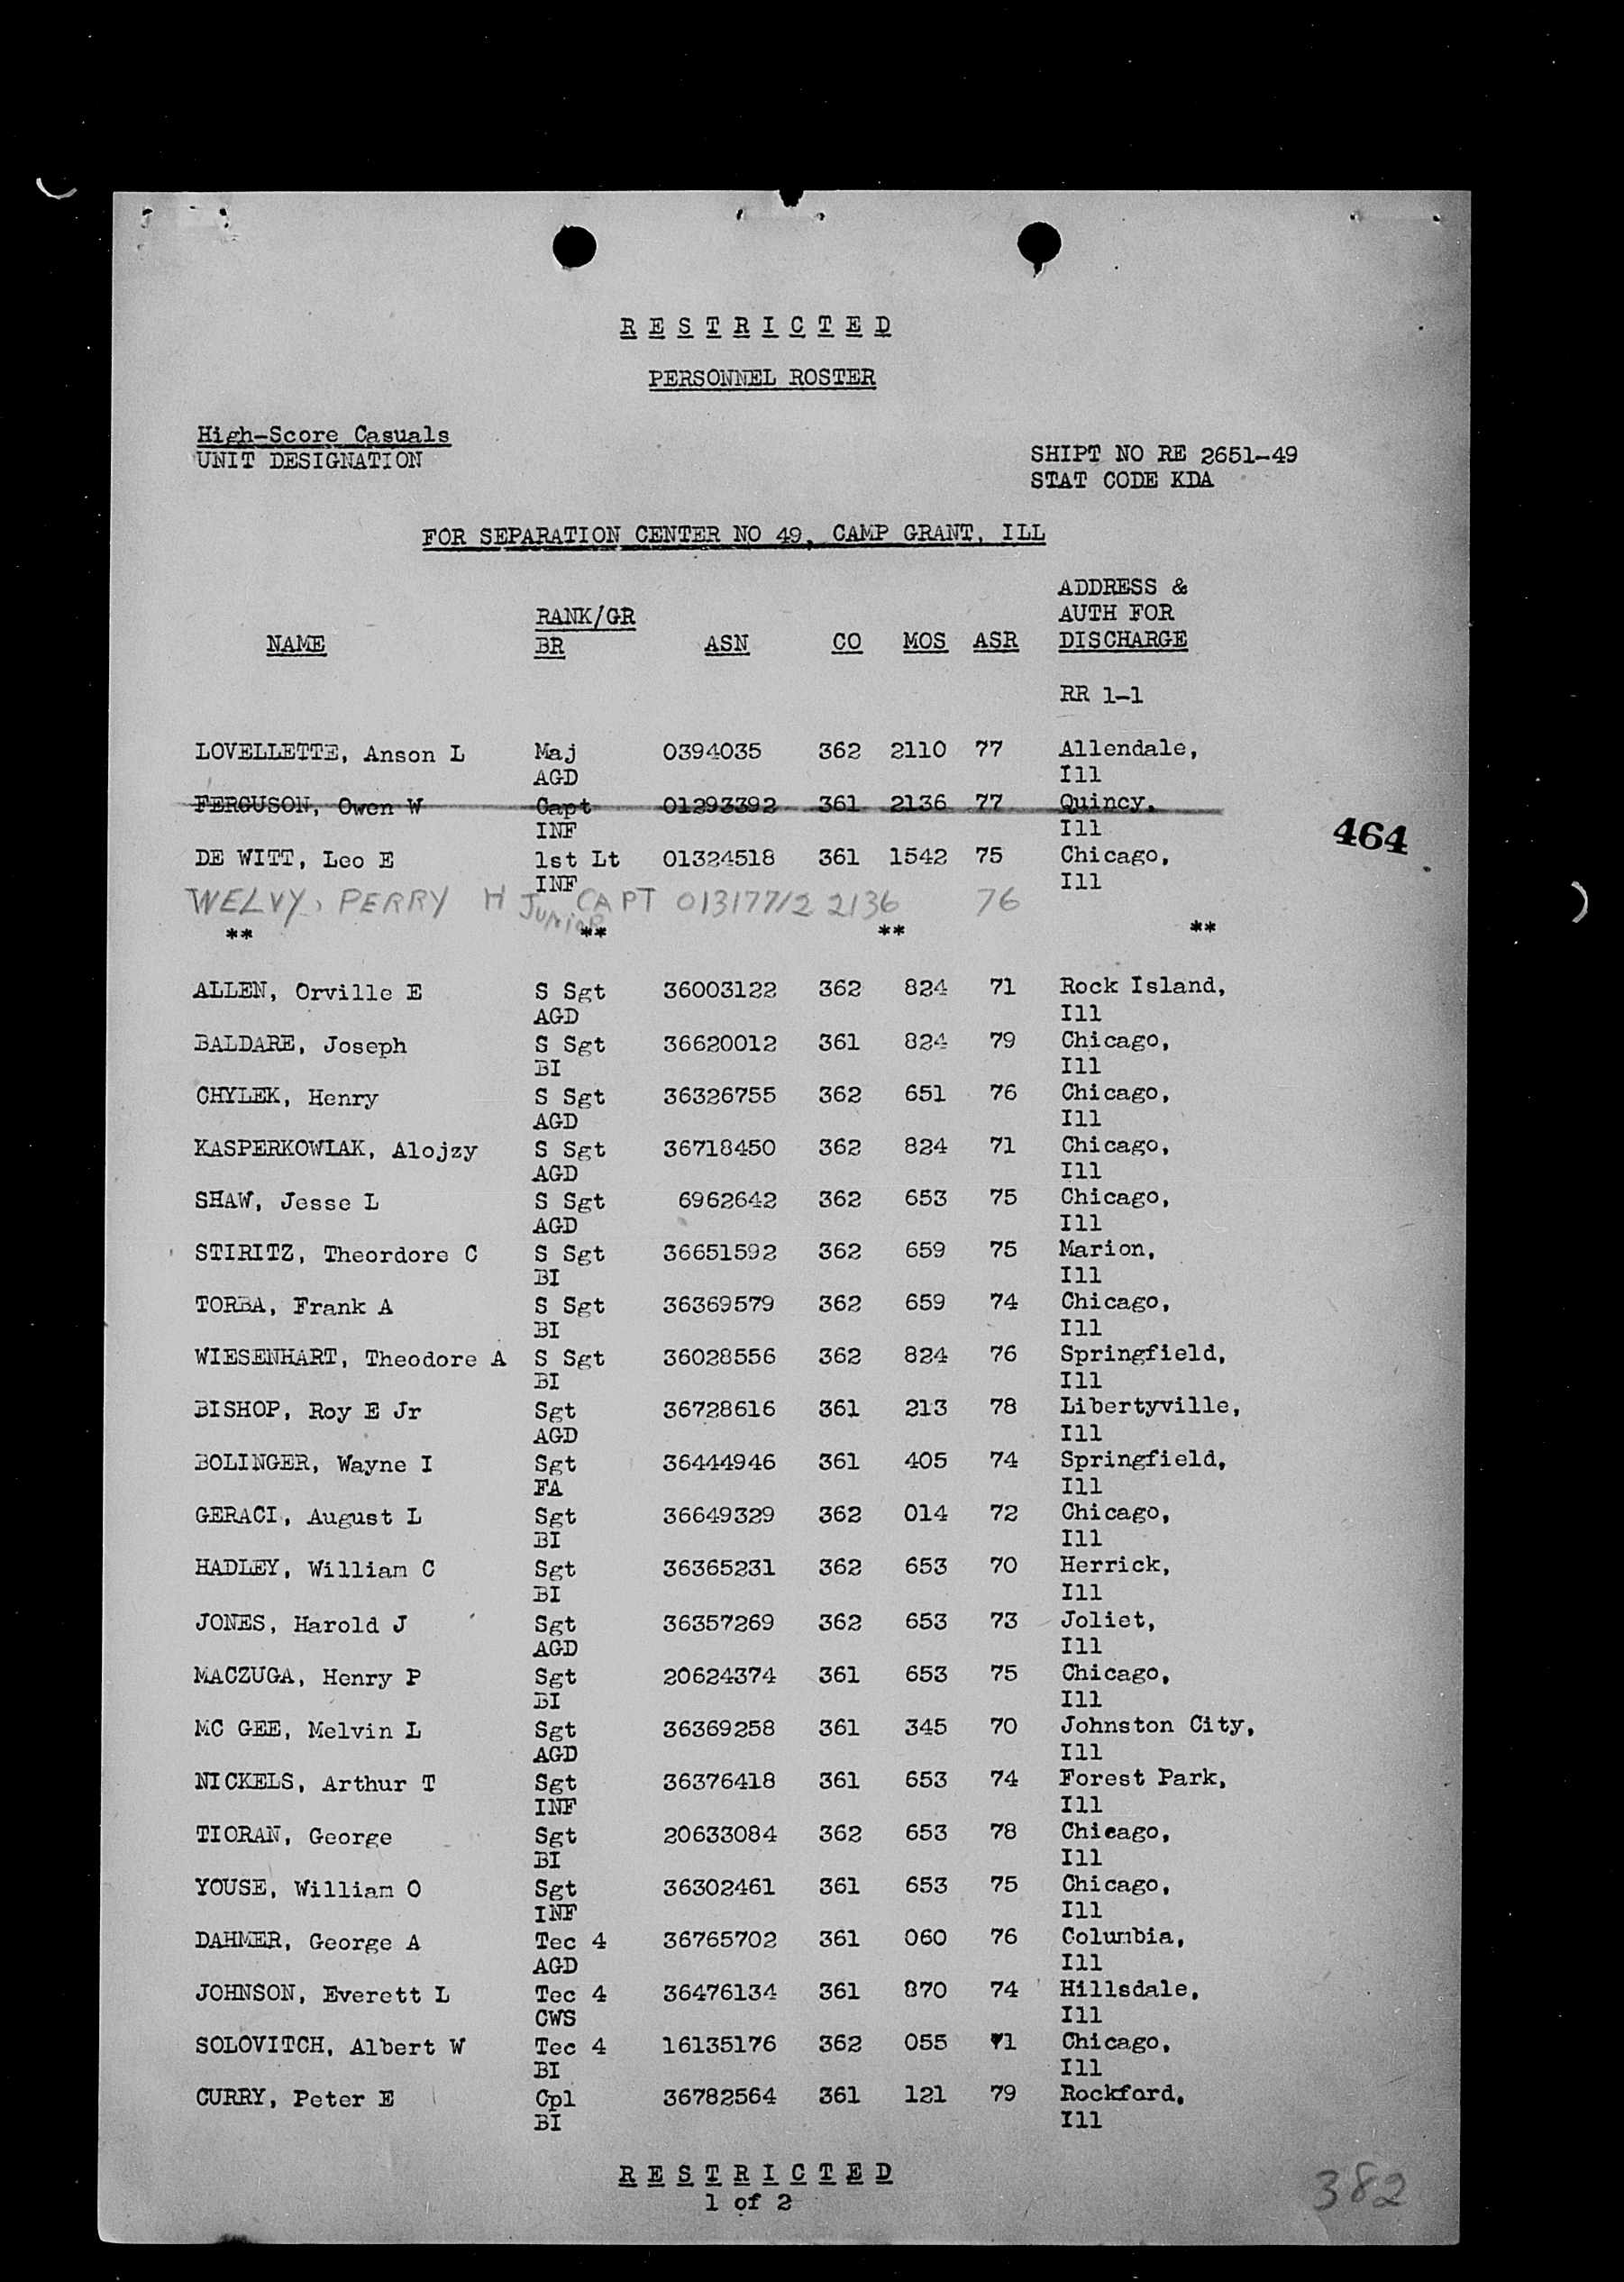 RESTRICTED
PERSONNEL ROSTER
High-Score Casuals
UNIT DESIGNATION
SHIPT NO RE 2651-49
STAT CODE KDA
FOR SEPARATION CENTER NO 49, CAMP GRANT, ILL
NAME RANK/GR BR ASN CO MOS ASR ADDRESS & AUTH FOR DISCHARGE
RR 1-1
LOVELLETTE, Anson L Maj 0394035 362 2110 77 Allendale,
AGD Ill
FERGUSON, Owen W Capt 01293392 361 2136 77 Quincy,
INF Ill
464
DE WITT, Leo E 1st Lt 01324518 361 1542 75 Chicago,
INF Ill
WELVY, PERRY H JUNIOR CAPT 01317712 2136 76
** ** ** **
ALLEN, Orville E S Sgt 36003122 362 824 71 Rock Island,
AGD Ill
BALDARE, Joseph S Sgt 36620012 361 824 79 Chicago,
BI Ill
CHYLEK, Henry S Sgt 36326755 362 651 76 Chicago,
AGD Ill
KASPERKOWIAK, Alojzy S Sgt 36718450 362 824 71 Chicago,
AGD Ill
SHAW, Jesse L S Sgt 6962642 362 653 75 Chicago,
AGD Ill
STIRITZ, Theordore C S Sgt 36651592 362 659 75 Marion,
BI Ill
TORBA, Frank A S Sgt 36369579 362 659 74 Chicago,
BI Ill
WIESENHART, Theodore A S Sgt 36028556 362 824 76 Springfield,
BI Ill
BISHOP, Roy E Jr Sgt 36728616 361 213 78 Libertyville,
AGD Ill
BOLINGER, Wayne I Sgt 36444946 361 405 74 Springfield,
FA Ill
GERACI, August L Sgt 36649329 362 014 72 Chicago,
BI Ill
HADLEY, William C Sgt 36365231 362 653 70 Herrick,
BI Ill
JONES, Harold J Sgt 36357269 362 653 73 Joliet,
AGD Ill
MACZUGA, Henry P Sgt 20624374 361 653 75 Chicago,
BI Ill
MC GEE, Melvin L Sgt 36369258 361 345 70 Johnston City,
AGD Ill
NICKELS, Arthur T Sgt 36376418 361 653 74 Forest Park,
INF Ill
TIORAN, George Sgt 20633084 362 653 78 Chicago,
BI Ill
YOUSE, William O Sgt 36302461 361 653 75 Chicago,
INF Ill
DAHMER, George A Tec 4 36765702 361 060 76 Columbia,
AGD Ill
JOHNSON, Everett L Tec 4 36476134 361 870 74 Hillsdale,
CWS Ill
SOLOVITCH, Albert W Tec 4 16135176 362 055 71 Chicago,
BI Ill
CURRY, Peter E Cpl 36782564 361 121 79 Rockford,
BI Ill
RESTRICTED
1 of 2
382